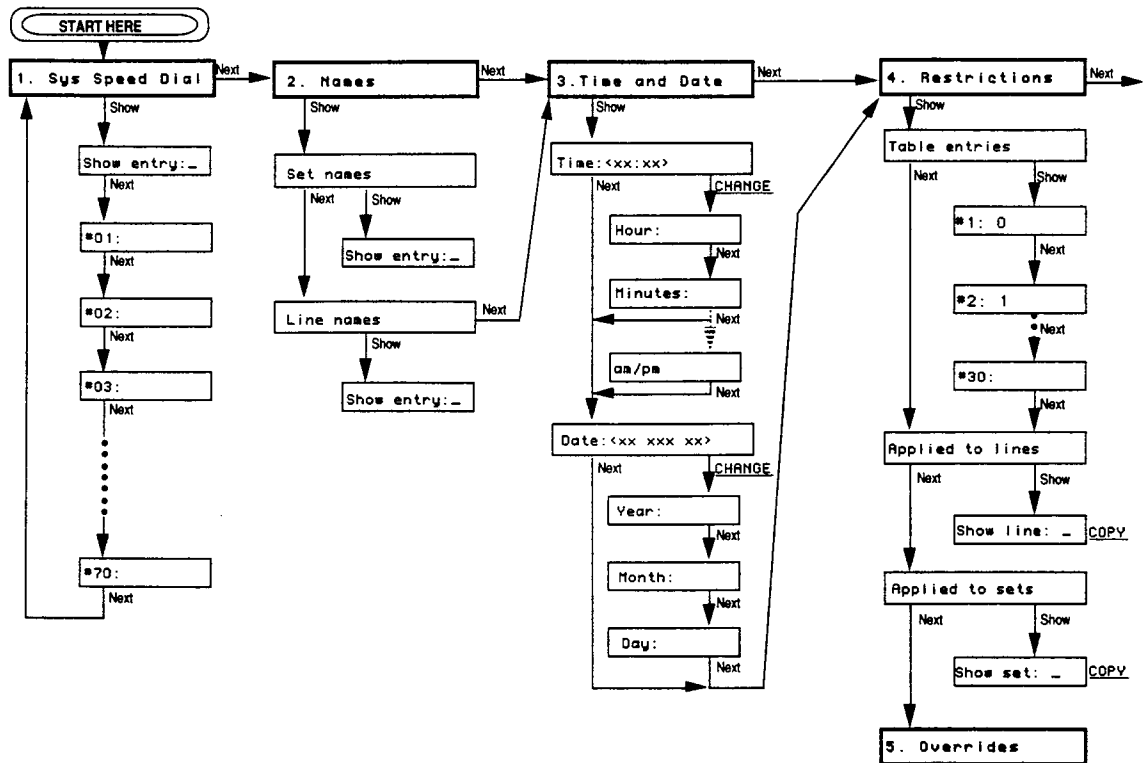 START HERE
1. Sys Speed Dial
Next
Show
Show entry:_
Next
#01:
Next
#02:
Next
#03:
Next
#70:
Next
2. Names
Next
Show
Set names
Next
Show
Show entry:_
Line names
Next
Show
Show entry:_
3.Time and Date
Next
Show
Time:<xx:xx>
Next
CHANGE
Hour:
Next
Minutes:
Next
am/pm
Next
Date:<xx xxx xx>
Next
CHANGE
Year:
Next
Month:
Next
Day:
Next
4. Restrictions
Next
Show
Table entries
Next
Show
#1: 0
Next
#2: 1
Next
#30:
Next
Applied to lines
Next
Show
Show line: _
COPY
Applied to sets
Next
Show
Show set: _
COPY
5. Overrides